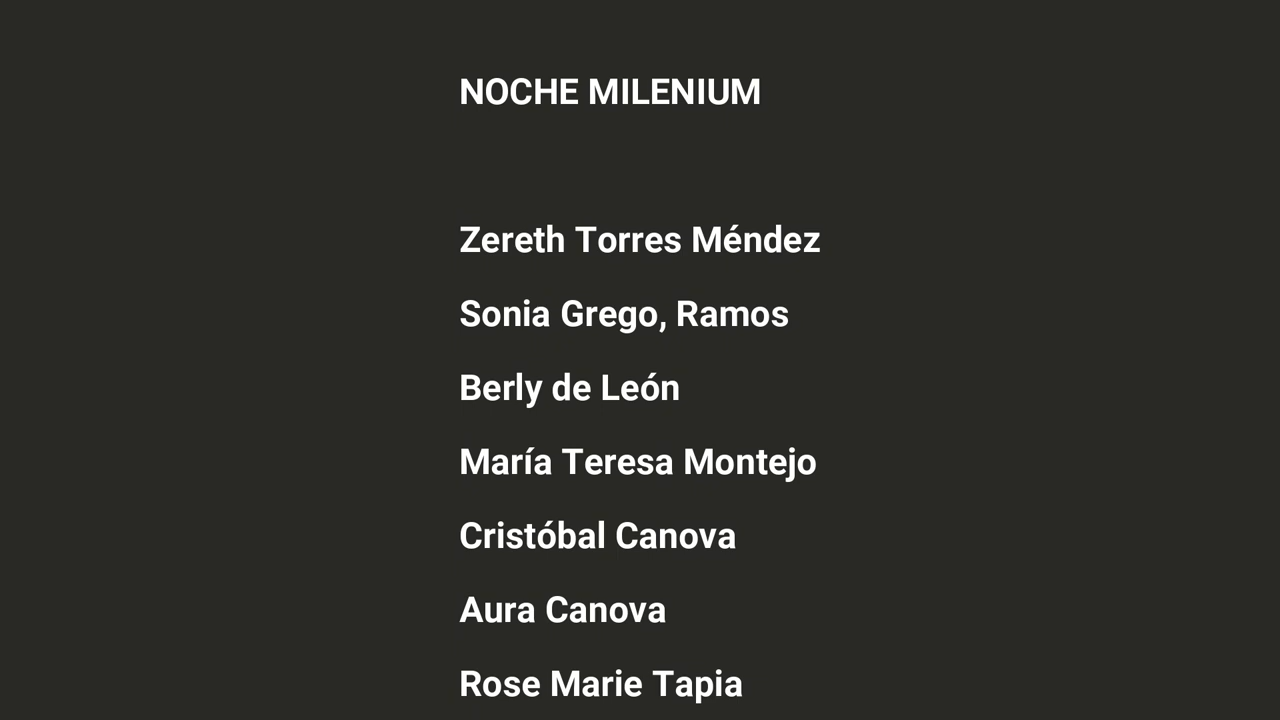 NOCHE MILENIUM
Zereth Torres Méndez
Sonia Grego, Ramos
Berly de León
María Teresa Montejo
Cristóbal Canova
Aura Canova
Rose Marie Tapia